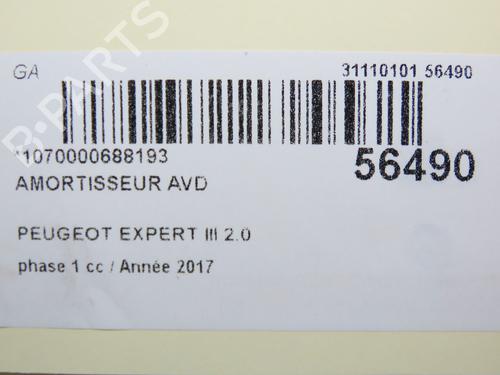 GA 31110101 56490
*1070000688193 56490
AMORTISSEUR AVD
PEUGEOT EXPERT III 2.0
phase 1 cc / Année 2017
B-PARTS